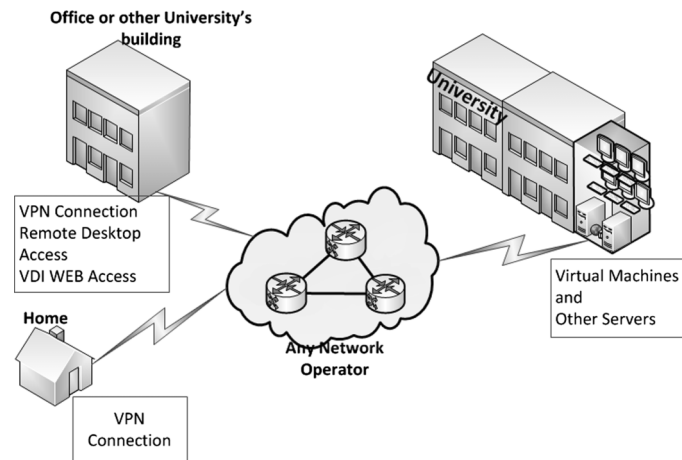 Office or other University's
building
University
VPN Connection
Remote Desktop
Access
VDI WEB Access
Virtual Machines
and
Other Servers
Home
Any Network
Operator
VPN
Connection